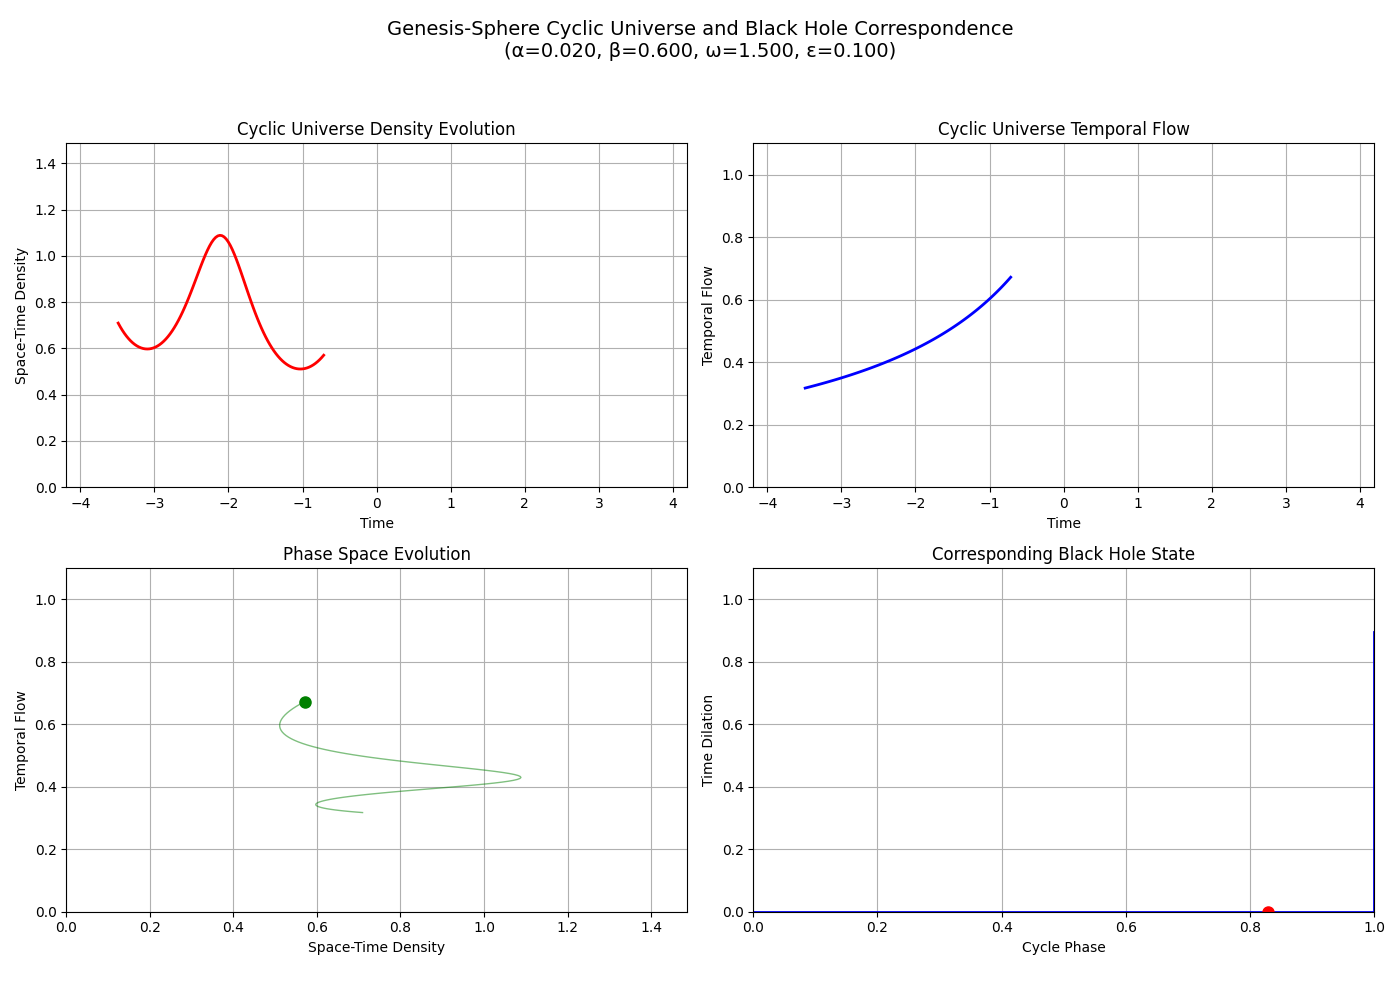 Genesis-Sphere Cyclic Universe and Black Hole Correspondence
(α=0.020, β=0.600, ω=1.500, ε=0.100)
Cyclic Universe Density Evolution
Space-Time Density
1.4
1.2
1.0
0.8
0.6
0.4
0.2
0.0
−4 −3 −2 −1 0 1 2 3 4
Time
Cyclic Universe Temporal Flow
Temporal Flow
1.0
0.8
0.6
0.4
0.2
0.0
−4 −3 −2 −1 0 1 2 3 4
Time
Phase Space Evolution
Temporal Flow
1.0
0.8
0.6
0.4
0.2
0.0
0.0 0.2 0.4 0.6 0.8 1.0 1.2 1.4
Space-Time Density
Corresponding Black Hole State
Time Dilation
1.0
0.8
0.6
0.4
0.2
0.0
0.0 0.2 0.4 0.6 0.8 1.0
Cycle Phase